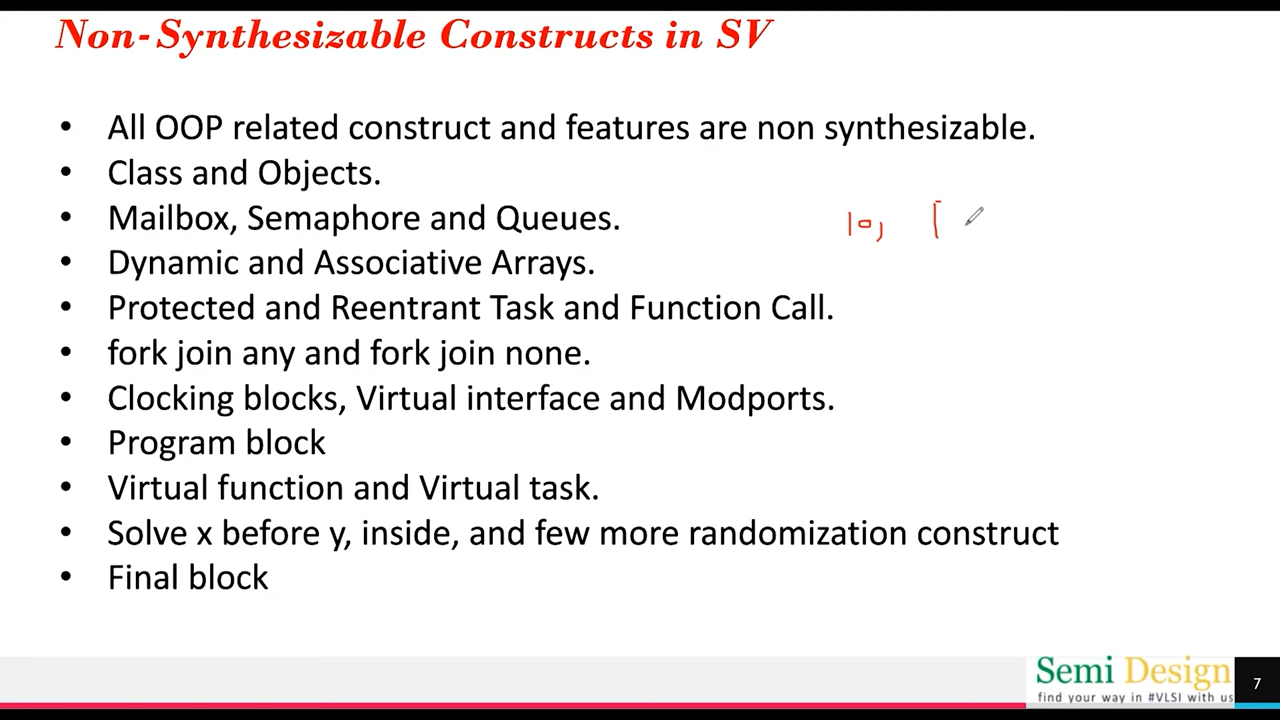 Non-Synthesizable Constructs in SV
• All OOP related construct and features are non synthesizable.
• Class and Objects.
• Mailbox, Semaphore and Queues.
10, [
• Dynamic and Associative Arrays.
• Protected and Reentrant Task and Function Call.
• fork join any and fork join none.
• Clocking blocks, Virtual interface and Modports.
• Program block
• Virtual function and Virtual task.
• Solve x before y, inside, and few more randomization construct
• Final block
Semi Design
find your way in #VLSI with us
7